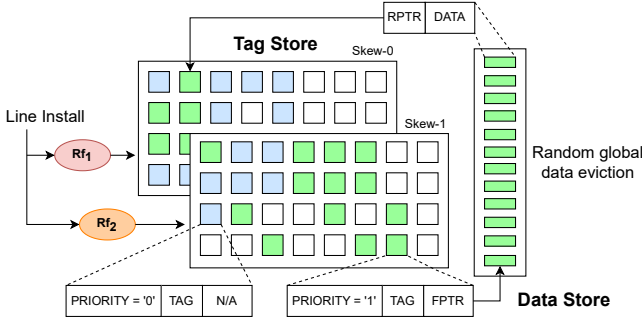 RPTR DATA
Tag Store
Skew-0
Line Install
Skew-1
Rf1
Random global
data eviction
Rf2
PRIORITY = '0' TAG N/A
PRIORITY = '1' TAG FPTR
Data Store